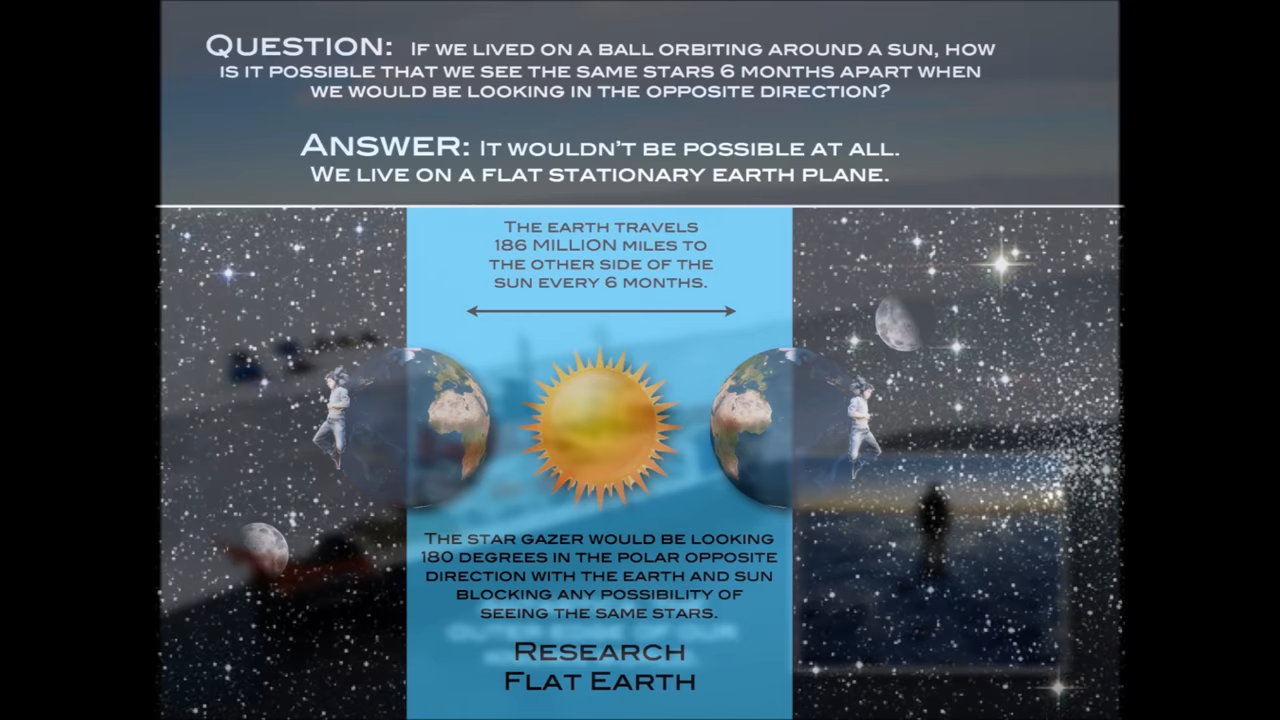 QUESTION: IF WE LIVED ON A BALL ORBITING AROUND A SUN, HOW
IS IT POSSIBLE THAT WE SEE THE SAME STARS 6 MONTHS APART WHEN
WE WOULD BE LOOKING IN THE OPPOSITE DIRECTION?
ANSWER: IT WOULDN'T BE POSSIBLE AT ALL.
WE LIVE ON A FLAT STATIONARY EARTH PLANE.
THE EARTH TRAVELS
186 MILLION MILES TO
THE OTHER SIDE OF THE
SUN EVERY 6 MONTHS.
THE STAR GAZER WOULD BE LOOKING
180 DEGREES IN THE POLAR OPPOSITE
DIRECTION WITH THE EARTH AND SUN
BLOCKING ANY POSSIBILITY OF
SEEING THE SAME STARS.
RESEARCH
FLAT EARTH